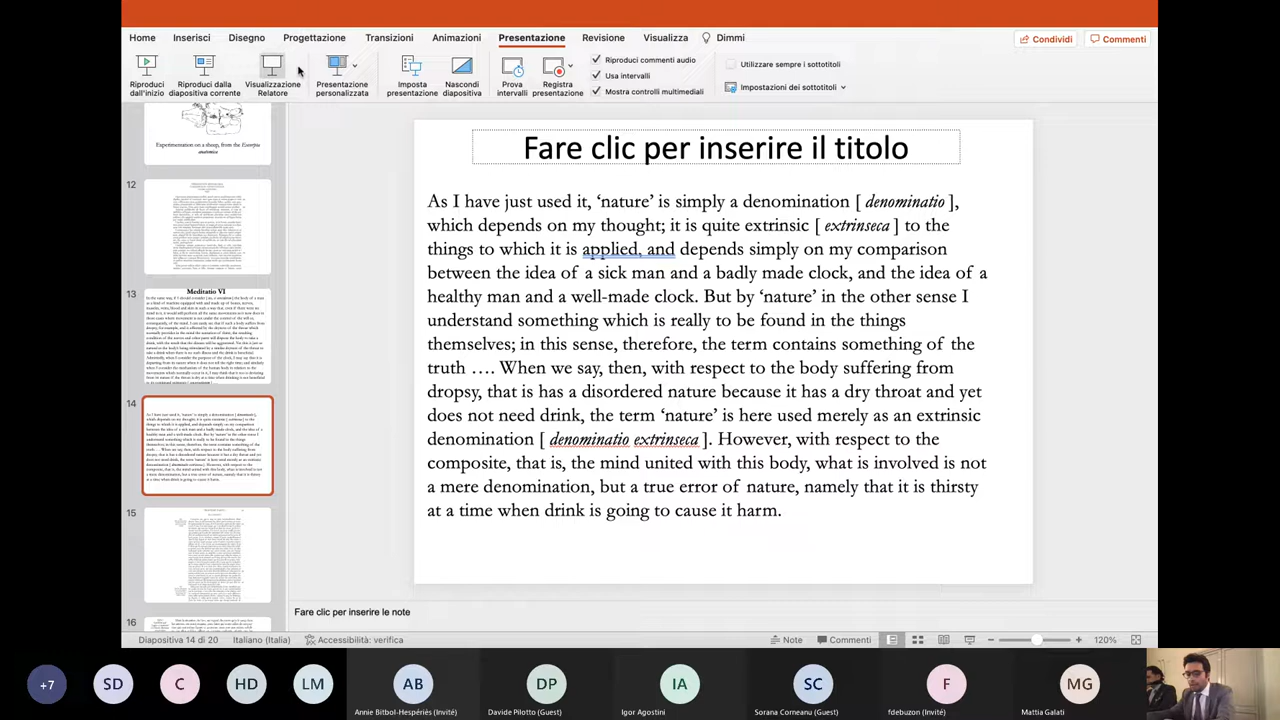 Home Inserisci Disegno Progettazione Transizioni Animazioni Presentazione Revisione Visualizza Dimmi Condividi Commenti
Riproduci dall'inizio
Riproduci dalla diapositiva corrente
Visualizzazione Relatore
Presentazione personalizzata
Imposta presentazione
Nascondi diapositiva
Prova intervalli
Registra presentazione
Riproduci commenti audio
Usa intervalli
Mostra controlli multimediali
Utilizzare sempre i sottotitoli
Impostazioni dei sottotitoli
Experimentation on a sheep, from the Escorpia
anatomica
12
13
Meditatio VI
14
15
16
Fare clic per inserire il titolo
As I have just used it, ‘nature’ is simply a denomination [ denominatio ],
which depends on my thought; it is quite extrinsic [ extrinseca ] to the
things to which it is applied, and depends simply on my comparison
between the idea of a sick man and a badly made clock, and the idea of a
healthy man and a well-made clock. But by ‘nature’ in the other sense I
understand something which is really to be found in the things
themselves; in this sense, therefore, the term contains something of the
truth …. When we say, then, with respect to the body suffering from
dropsy, that is has a disordered nature because it has a dry throat and yet
does not need drink, the term ‘nature’ is here used merely as an extrinsic
denomination [ denominatio extrinseca ]. However, with respect to the
composite, that is, the mind united with this body, what is involved is not
a mere denomination, but a true error of nature, namely that it is thirsty
at a time when drink is going to cause it harm.
Fare clic per inserire le note
Diapositiva 14 di 20 Italiano (Italia) Accessibilità: verifica Note Commenti 120%
+7 SD C HD LM AB DP IA SC F MG
Annie Bitbol-Hespériès (Invité) Davide Pilotto (Guest) Igor Agostini Sorana Corneanu (Guest) fdebuzon (Invité) Mattia Galati